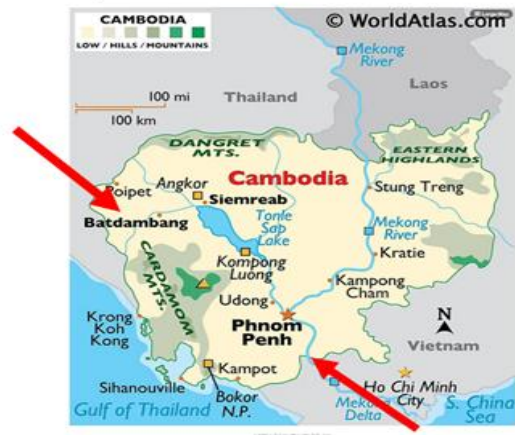 CAMBODIA
LOW / HILLS / MOUNTAINS
© WorldAtlas.com
Mekong
River
Laos
100 mi
100 km
Thailand
DANGRET
MTS.
EASTERN
HIGHLANDS
Poipet
Angkor
Siemreab
Cambodia
Stung Treng
Batdambang
Tonle
Sap
Lake
Mekong
River
Kompong
Luong
Kratie
CARDAMOM
MTS.
Udong
Kampong
Cham
Krong
Koh
Kong
Phnom
Penh
N
Vietnam
Kampot
Sihanouville
Bokor
N.P.
Ho Chi Minh
City
Gulf of Thailand
Mekong
Delta
S. China
Sea